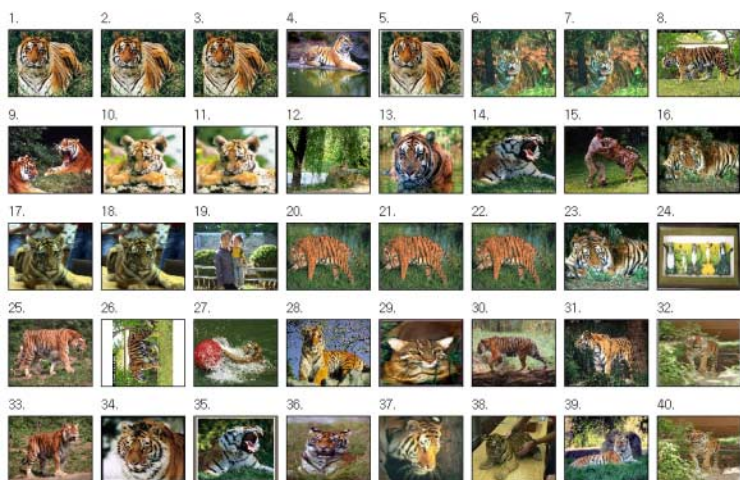 1. 2. 3. 4. 5. 6. 7. 8.
9. 10. 11. 12. 13. 14. 15. 16.
17. 18. 19. 20. 21. 22. 23. 24.
25. 26. 27. 28. 29. 30. 31. 32.
33. 34. 35. 36. 37. 38. 39. 40.